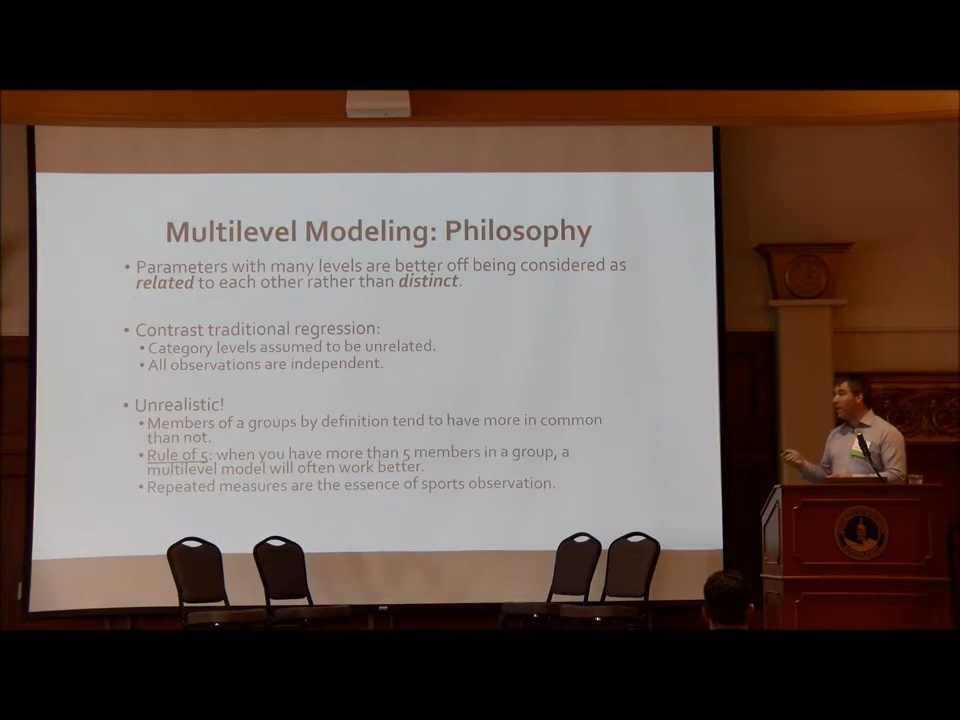 Multilevel Modeling: Philosophy
• Parameters with many levels are better off being considered as
related to each other rather than distinct.
• Contrast traditional regression:
• Category levels assumed to be unrelated.
• All observations are independent.
• Unrealistic!
• Members of a groups by definition tend to have more in common
than not.
• Rule of 5: when you have more than 5 members in a group, a
multilevel model will often work better.
• Repeated measures are the essence of sports observation.